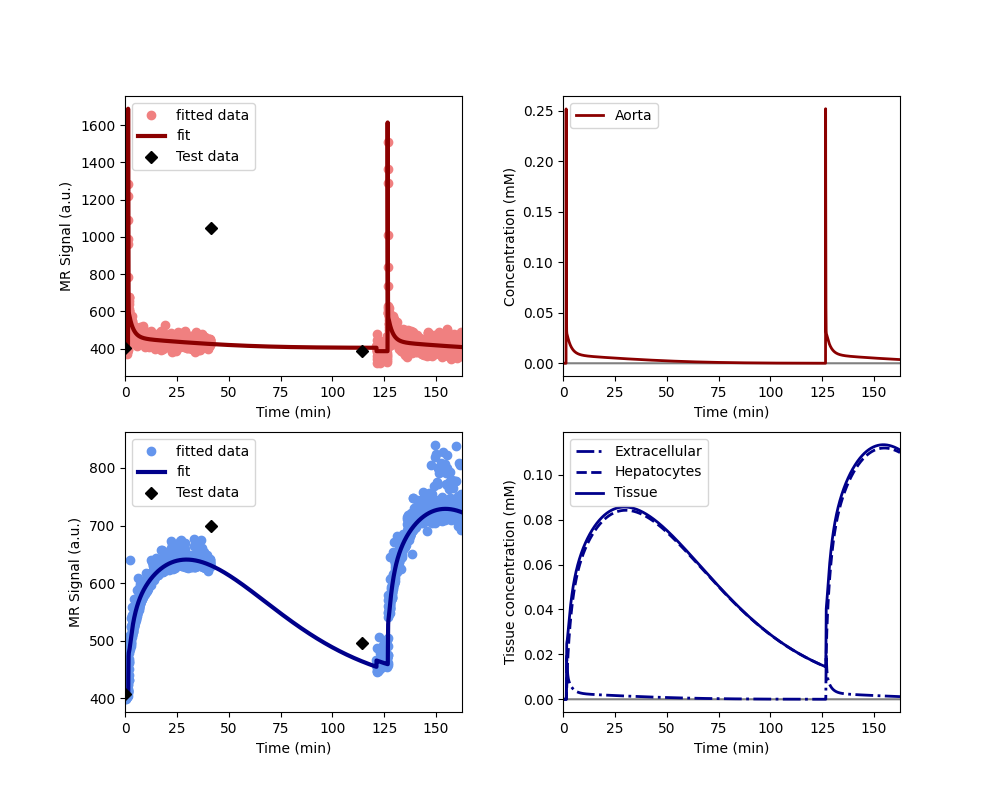 fitted data
fit
Test data
MR Signal (a.u.)
1600
1400
1200
1000
800
600
400
0 25 50 75 100 125 150
Time (min)
Aorta
Concentration (mM)
0.25
0.20
0.15
0.10
0.05
0.00
0 25 50 75 100 125 150
Time (min)
fitted data
fit
Test data
MR Signal (a.u.)
800
700
600
500
400
0 25 50 75 100 125 150
Time (min)
Extracellular
Hepatocytes
Tissue
Tissue concentration (mM)
0.10
0.08
0.06
0.04
0.02
0.00
0 25 50 75 100 125 150
Time (min)